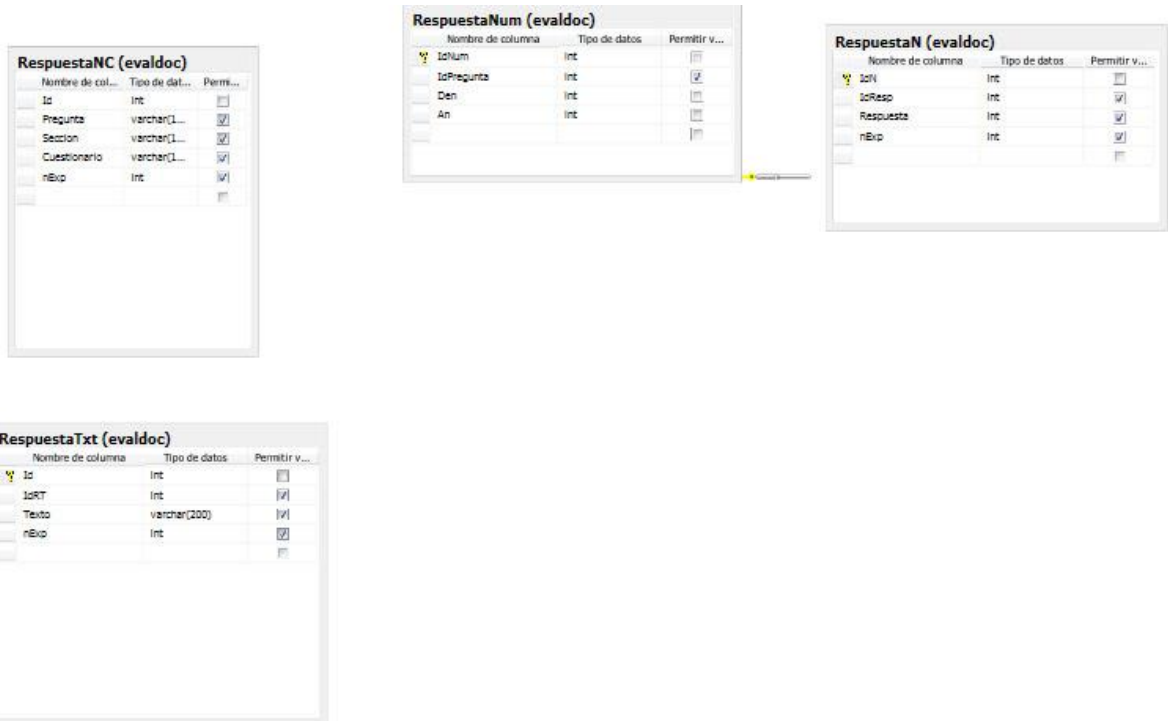 RespuestaNC (evaldoc)
Nombre de col... Tipo de dat... Permi...
Id int
Pregunta varchar(1...
Seccion varchar(1...
Cuestionario varchar(1...
nExp int
RespuestaNum (evaldoc)
Nombre de columna Tipo de datos Permitir v...
IdNum int
IdPregunta int
Den int
An int
RespuestaN (evaldoc)
Nombre de columna Tipo de datos Permitir v...
IdN int
IdResp int
Respuesta int
nExp int
RespuestaTxt (evaldoc)
Nombre de columna Tipo de datos Permitir v...
Id int
IdRT int
Texto varchar(200)
nExp int